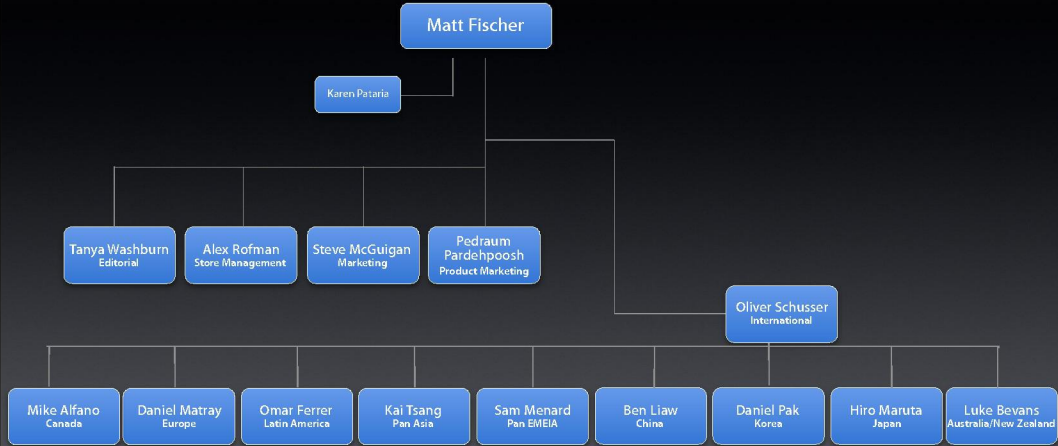 Matt Fischer
Karen Pataria
Tanya Washburn
Editorial
Alex Rofman
Store Management
Steve McGuigan
Marketing
Pedraum
Pardehpoosh
Product Marketing
Oliver Schusser
International
Mike Alfano
Canada
Daniel Matray
Europe
Omar Ferrer
Latin America
Kai Tsang
Pan Asia
Sam Menard
Pan EMEIA
Ben Liaw
China
Daniel Pak
Korea
Hiro Maruta
Japan
Luke Bevans
Australia/New Zealand